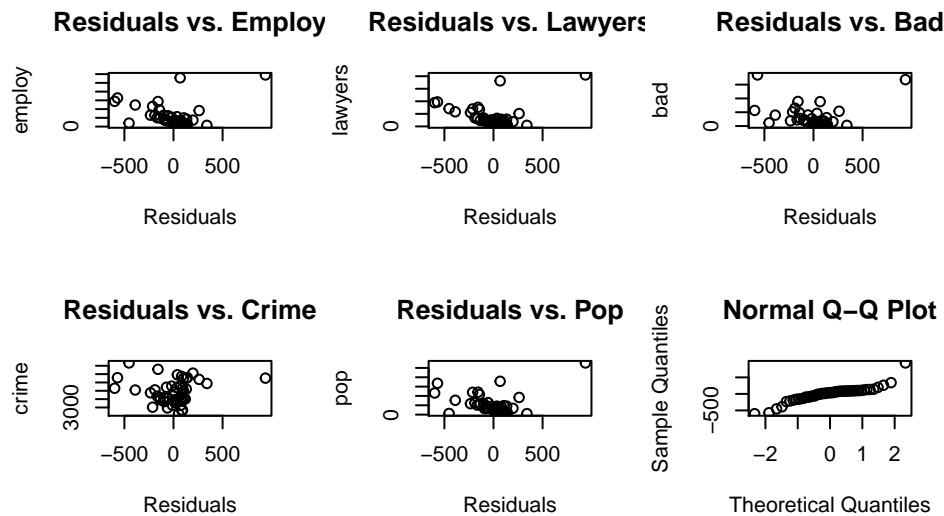 Residuals vs. Employ
employ
0
−500 0 500
Residuals
Residuals vs. Lawyers
lawyers
0
−500 0 500
Residuals
Residuals vs. Bad
bad
0
−500 0 500
Residuals
Residuals vs. Crime
crime
3000
−500 0 500
Residuals
Residuals vs. Pop
pop
0
−500 0 500
Residuals
Normal Q−Q Plot
Sample Quantiles
−500
−2 0 1 2
Theoretical Quantiles